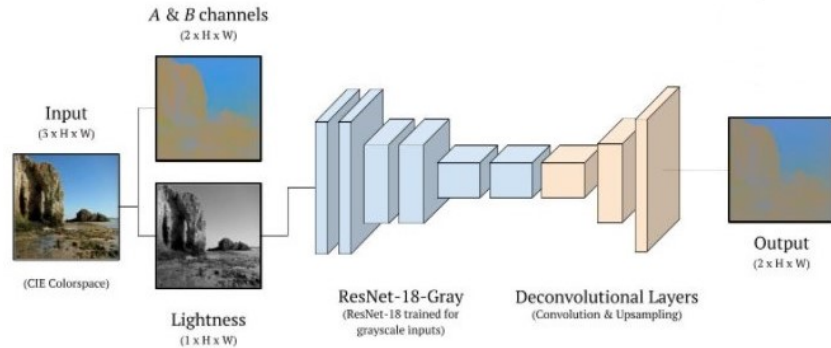 A & B channels
(2 x H x W)
Input
(3 x H x W)
(CIE Colorspace)
Lightness
(1 x H x W)
ResNet-18-Gray
(ResNet-18 trained for
grayscale inputs)
Deconvolutional Layers
(Convolution & Upsampling)
Output
(2 x H x W)